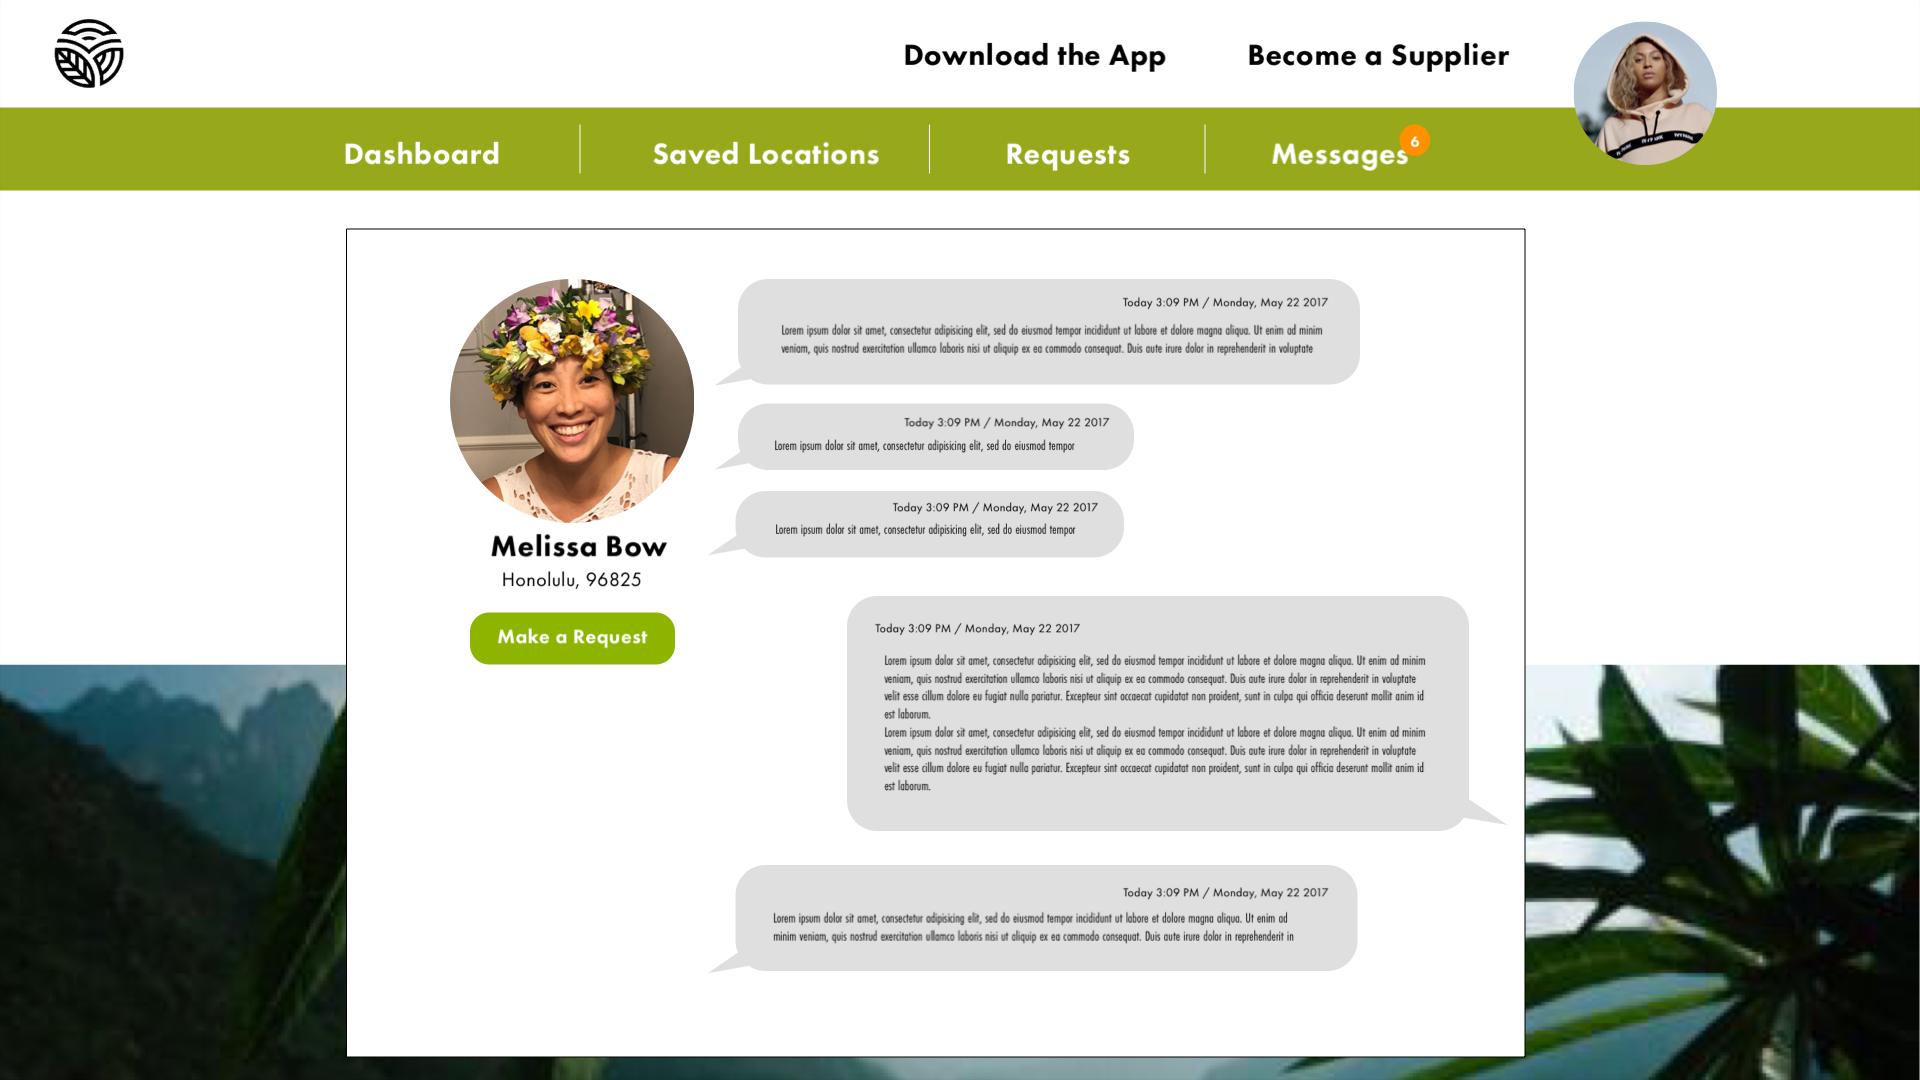 Download the App
Become a Supplier
Dashboard
Saved Locations
Requests
Messages
6
Today 3:09 PM / Monday, May 22 2017
Lorem ipsum dolor sit amet, consectetur adipisicing elit, sed do eiusmod tempor incididunt ut labore et dolore magna aliqua. Ut enim ad minim
veniam, quis nostrud exercitation ullamco laboris nisi ut aliquip ex ea commodo consequat. Duis aute irure dolor in reprehenderit in voluptate
Today 3:09 PM / Monday, May 22 2017
Lorem ipsum dolor sit amet, consectetur adipisicing elit, sed do eiusmod tempor
Today 3:09 PM / Monday, May 22 2017
Lorem ipsum dolor sit amet, consectetur adipisicing elit, sed do eiusmod tempor
Melissa Bow
Honolulu, 96825
Make a Request
Today 3:09 PM / Monday, May 22 2017
Lorem ipsum dolor sit amet, consectetur adipisicing elit, sed do eiusmod tempor incididunt ut labore et dolore magna aliqua. Ut enim ad minim
veniam, quis nostrud exercitation ullamco laboris nisi ut aliquip ex ea commodo consequat. Duis aute irure dolor in reprehenderit in voluptate
velit esse cillum dolore eu fugiat nulla pariatur. Excepteur sint occaecat cupidatat non proident, sunt in culpa qui officia deserunt mollit anim id
est laborum.
Lorem ipsum dolor sit amet, consectetur adipisicing elit, sed do eiusmod tempor incididunt ut labore et dolore magna aliqua. Ut enim ad minim
veniam, quis nostrud exercitation ullamco laboris nisi ut aliquip ex ea commodo consequat. Duis aute irure dolor in reprehenderit in voluptate
velit esse cillum dolore eu fugiat nulla pariatur. Excepteur sint occaecat cupidatat non proident, sunt in culpa qui officia deserunt mollit anim id
est laborum.
Today 3:09 PM / Monday, May 22 2017
Lorem ipsum dolor sit amet, consectetur adipisicing elit, sed do eiusmod tempor incididunt ut labore et dolore magna aliqua. Ut enim ad
minim veniam, quis nostrud exercitation ullamco laboris nisi ut aliquip ex ea commodo consequat. Duis aute irure dolor in reprehenderit in